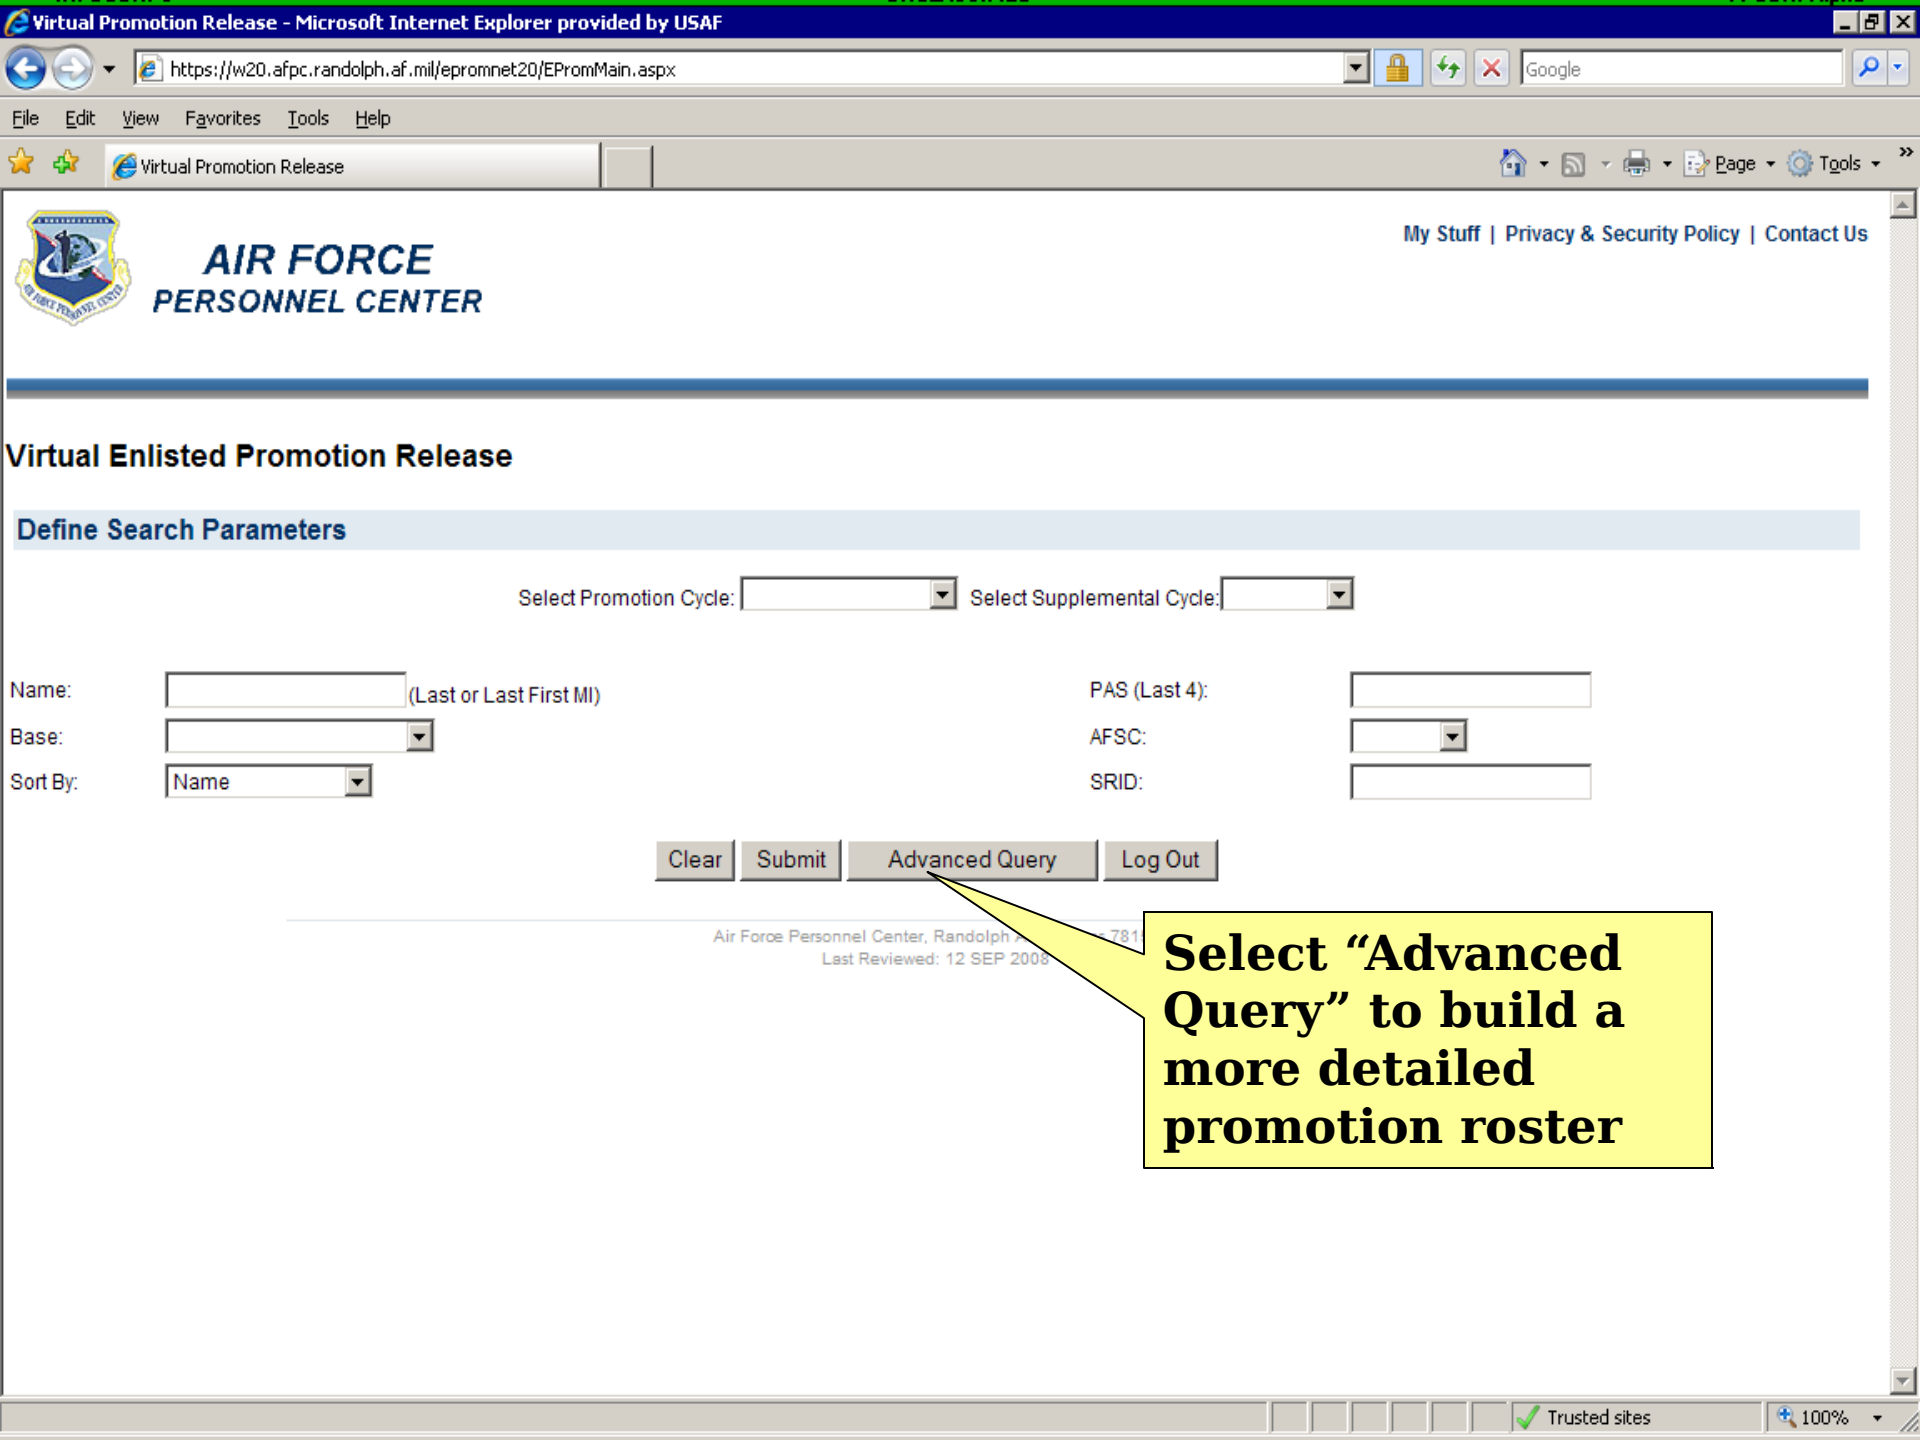 Virtual Promotion Release - Microsoft Internet Explorer provided by USAF
https://w20.afpc.randolph.af.mil/epromnet20/EPromMain.aspx
Google
File Edit View Favorites Tools Help
Virtual Promotion Release
Page Tools
My Stuff | Privacy & Security Policy | Contact Us
AIR FORCE
PERSONNEL CENTER
Virtual Enlisted Promotion Release
Define Search Parameters
Select Promotion Cycle: Select Supplemental Cycle:
Name: (Last or Last First MI) PAS (Last 4):
Base: AFSC:
Sort By: Name SRID:
Clear Submit Advanced Query Log Out
Air Force Personnel Center, Randolph
Last Reviewed: 12 SEP 2008
Select “Advanced
Query” to build a
more detailed
promotion roster
Trusted sites 100%